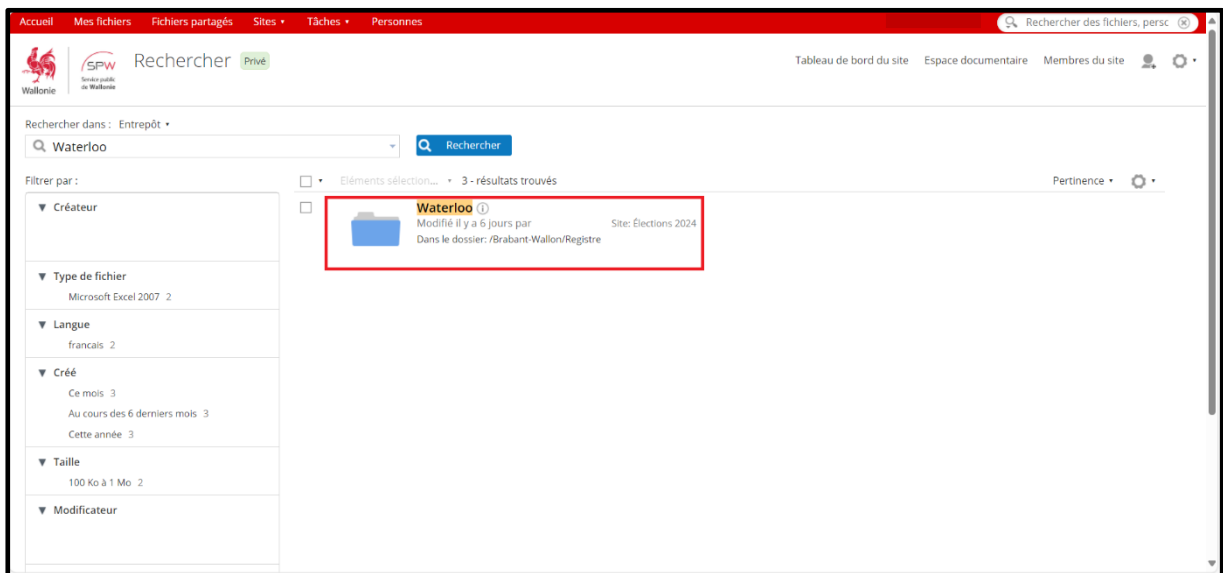 Accueil Mes fichiers Fichiers partagés Sites Tâches Personnes Rechercher des fichiers, persc
Wallonie
SPW
Service public
de Wallonie
Rechercher Privé
Tableau de bord du site Espace documentaire Membres du site
Rechercher dans : Entrepôt
Waterloo Rechercher
Filtrer par :
Eléments sélection... 3 - résultats trouvés Pertinence
Créateur
Waterloo
Modifié il y a 6 jours par Site: Élections 2024
Dans le dossier: /Brabant-Wallon/Registre
Type de fichier
Microsoft Excel 2007 2
Langue
francais 2
Créé
Ce mois 3
Au cours des 6 derniers mois 3
Cette année 3
Taille
100 Ko à 1 Mo 2
Modificateur